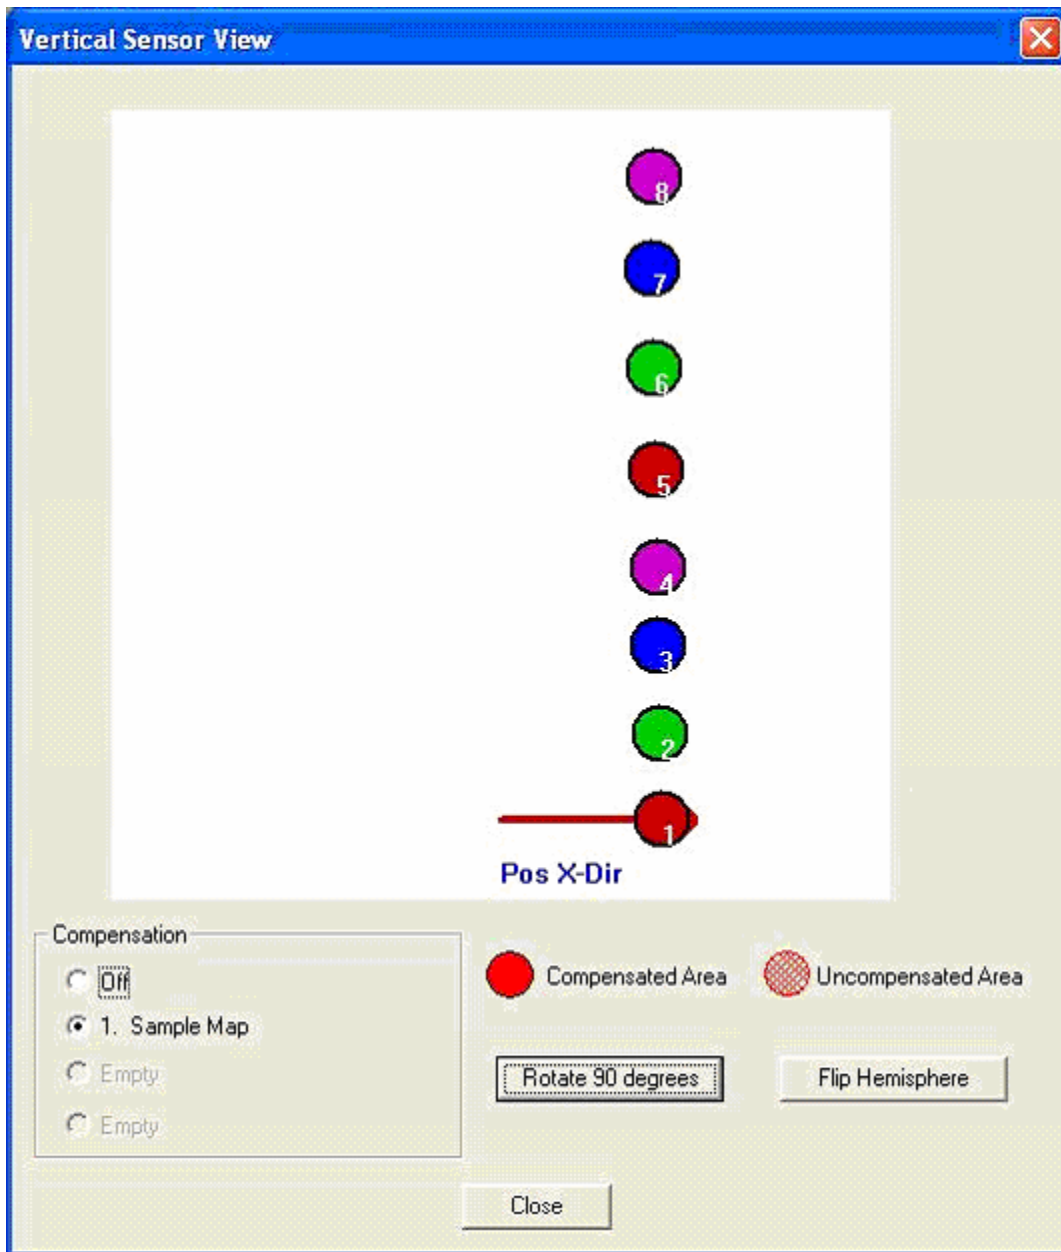 Vertical Sensor View
8
7
6
5
4
3
2
1
Pos X-Dir
Compensation
Off
1. Sample Map
Empty
Empty
Compensated Area
Uncompensated Area
Rotate 90 degrees
Flip Hemisphere
Close